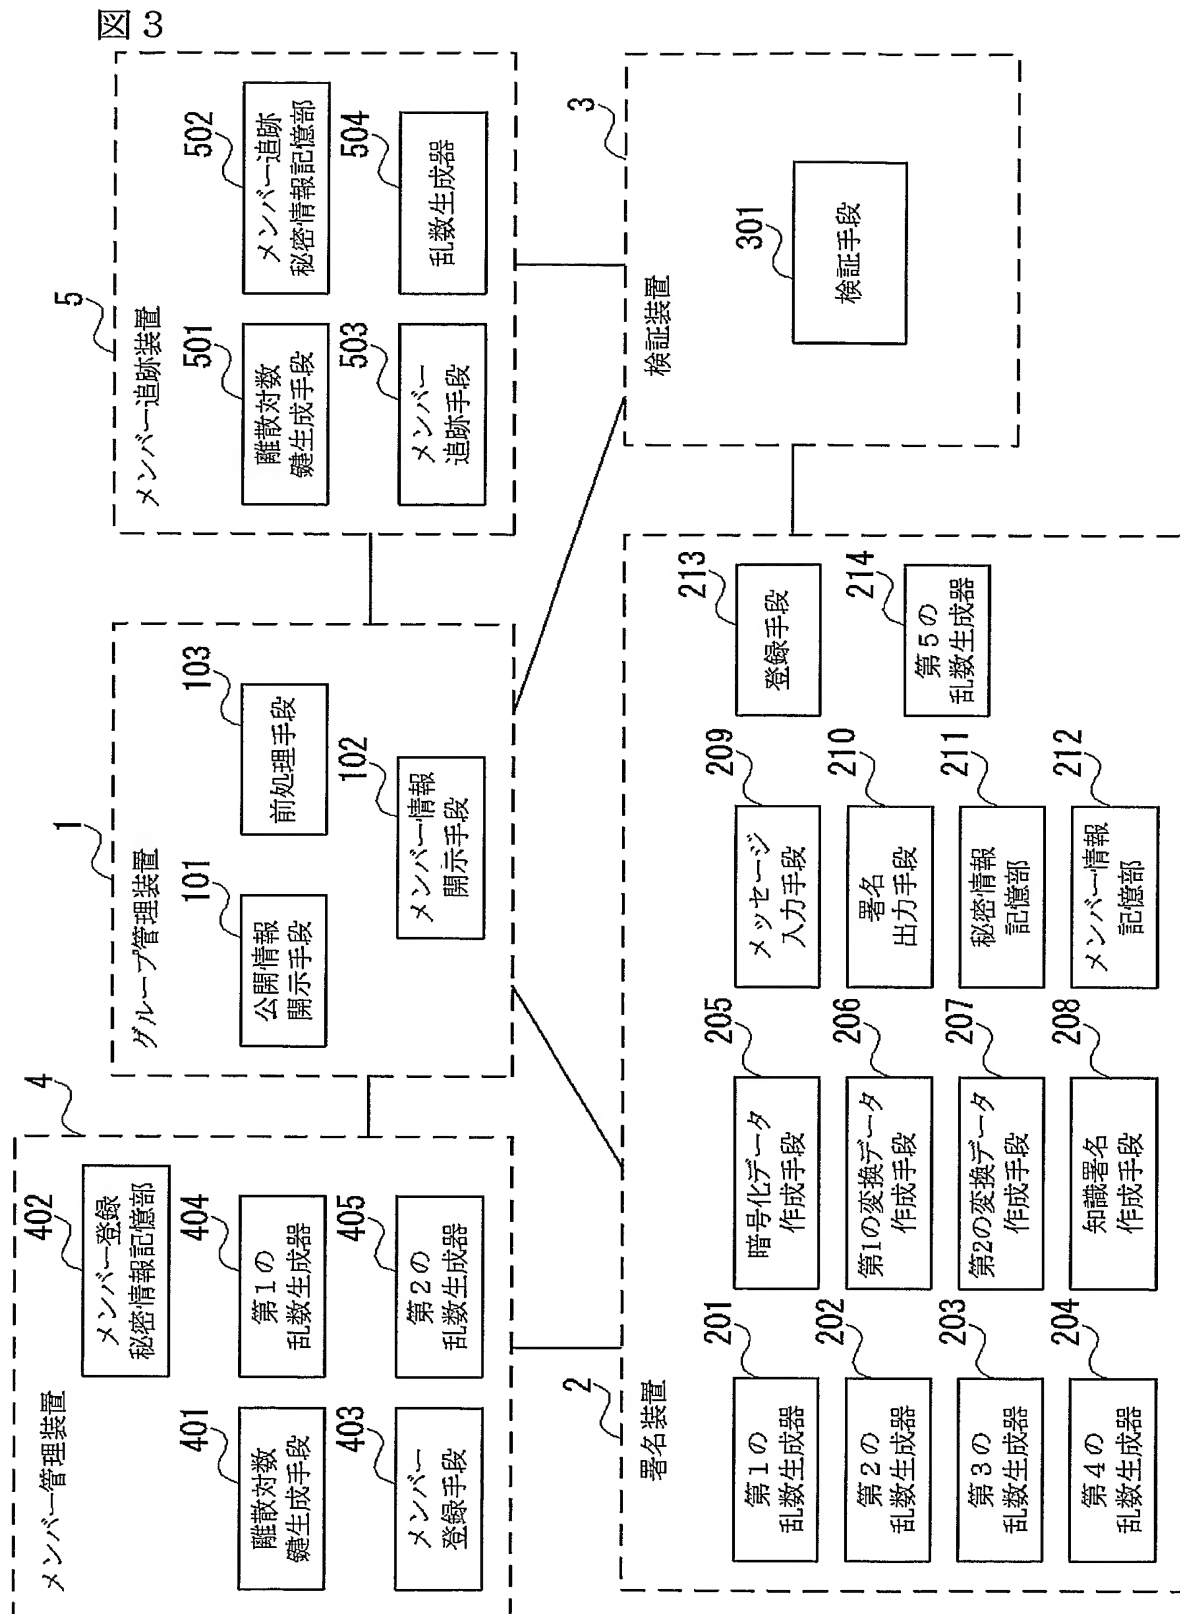 図3
メンバー管理装置
4
401
離散対数
鍵生成手段
402
メンバー登録
秘密情報記憶部
403
メンバー
登録手段
404
第1の
乱数生成器
405
第2の
乱数生成器
グループ管理装置
1
101
公開情報
開示手段
103
前処理手段
102
メンバー情報
開示手段
メンバー追跡装置
5
501
離散対数
鍵生成手段
502
メンバー追跡
秘密情報記憶部
503
メンバー
追跡手段
504
乱数生成器
署名装置
2
201
第1の
乱数生成器
202
第2の
乱数生成器
203
第3の
乱数生成器
204
第4の
乱数生成器
205
暗号化データ
作成手段
206
第1の変換データ
作成手段
207
第2の変換データ
作成手段
208
知識署名
作成手段
209
メッセージ
入力手段
210
署名
出力手段
211
秘密情報
記憶部
212
メンバー情報
記憶部
213
登録手段
214
第5の
乱数生成器
検証装置
3
301
検証手段